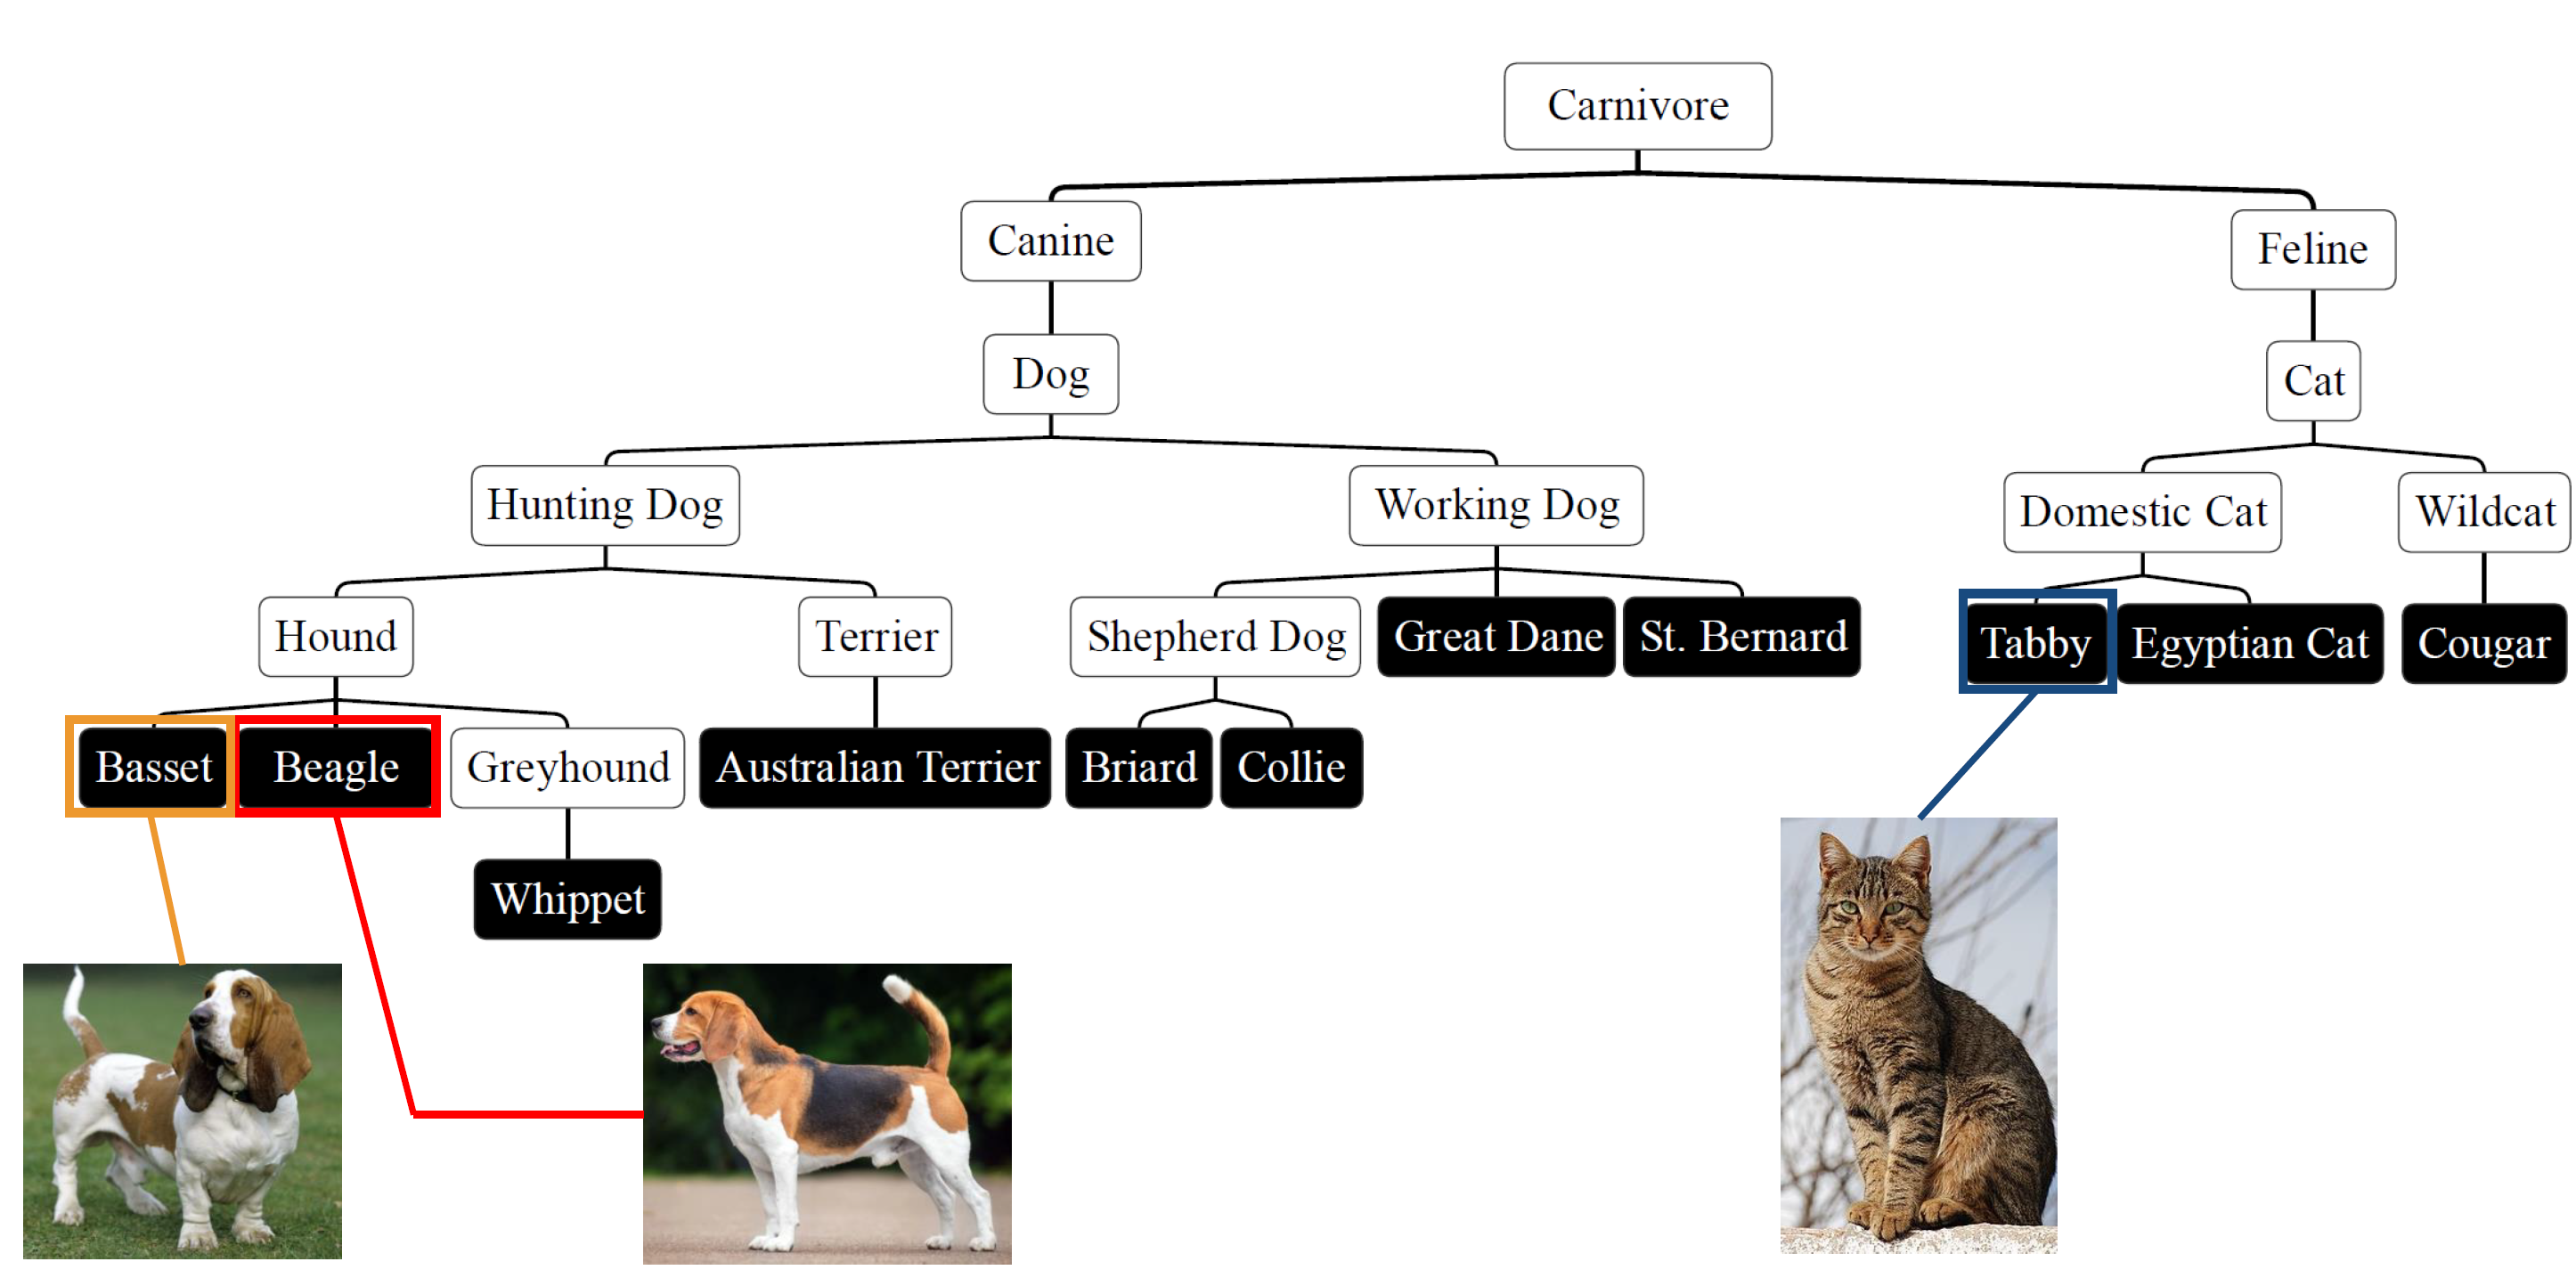 Carnivore
Canine
Feline
Dog
Cat
Hunting Dog
Working Dog
Domestic Cat
Wildcat
Hound
Terrier
Shepherd Dog
Great Dane
St. Bernard
Tabby
Egyptian Cat
Cougar
Basset
Beagle
Greyhound
Australian Terrier
Briard
Collie
Whippet